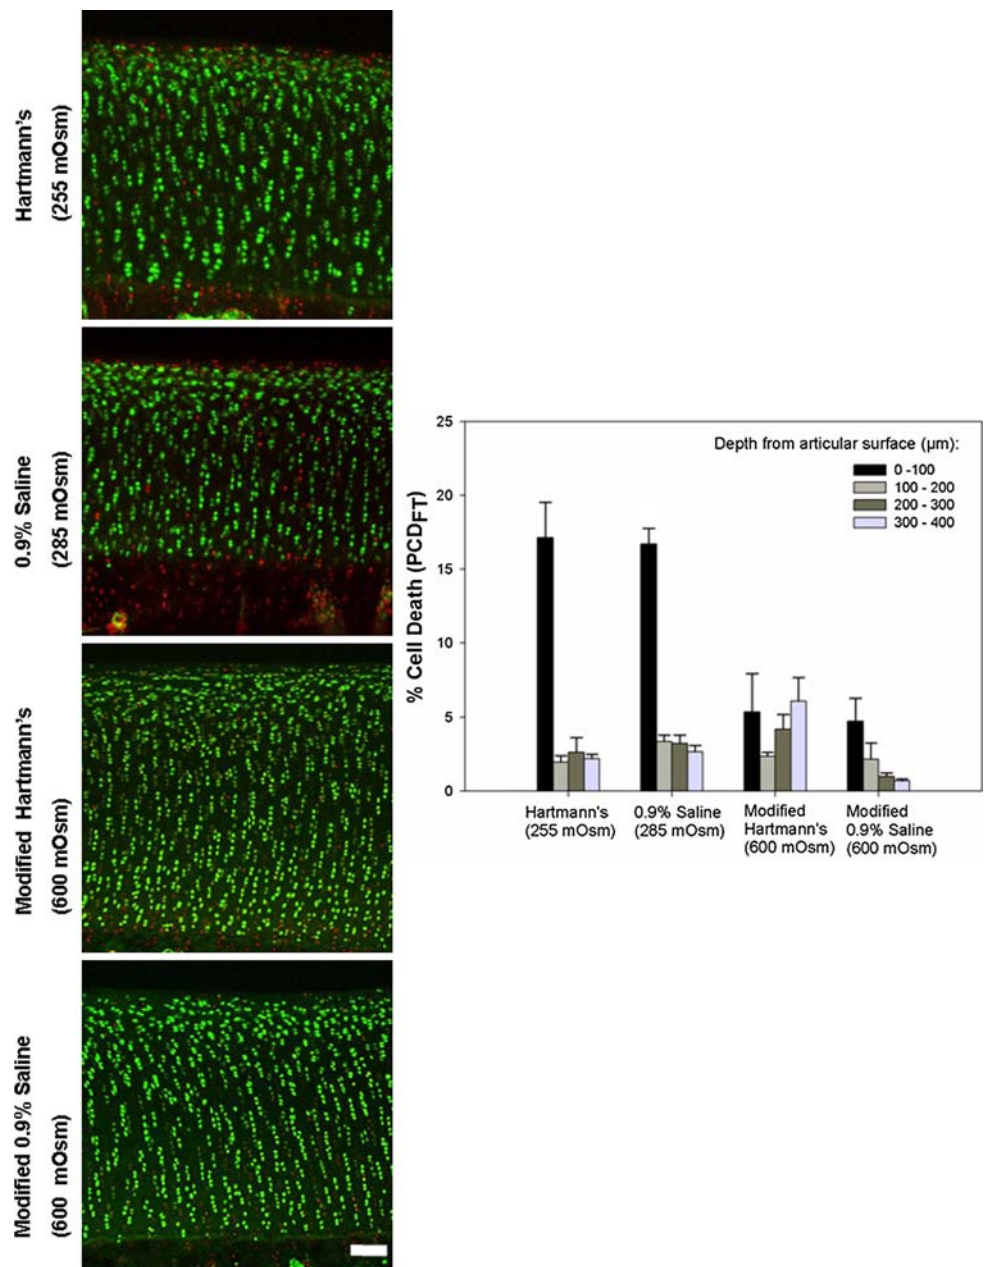 Hartmann's
(255 mOsm)
0.9% Saline
(285 mOsm)
Modified Hartmann's
(600 mOsm)
Modified 0.9% Saline
(600 mOsm)
% Cell Death (PCDFT)
25
20
15
10
5
0
Depth from articular surface (µm):
0 -100
100 - 200
200 - 300
300 - 400
Hartmann's
(255 mOsm)
0.9% Saline
(285 mOsm)
Modified
Hartmann's
(600 mOsm)
Modified
0.9% Saline
(600 mOsm)